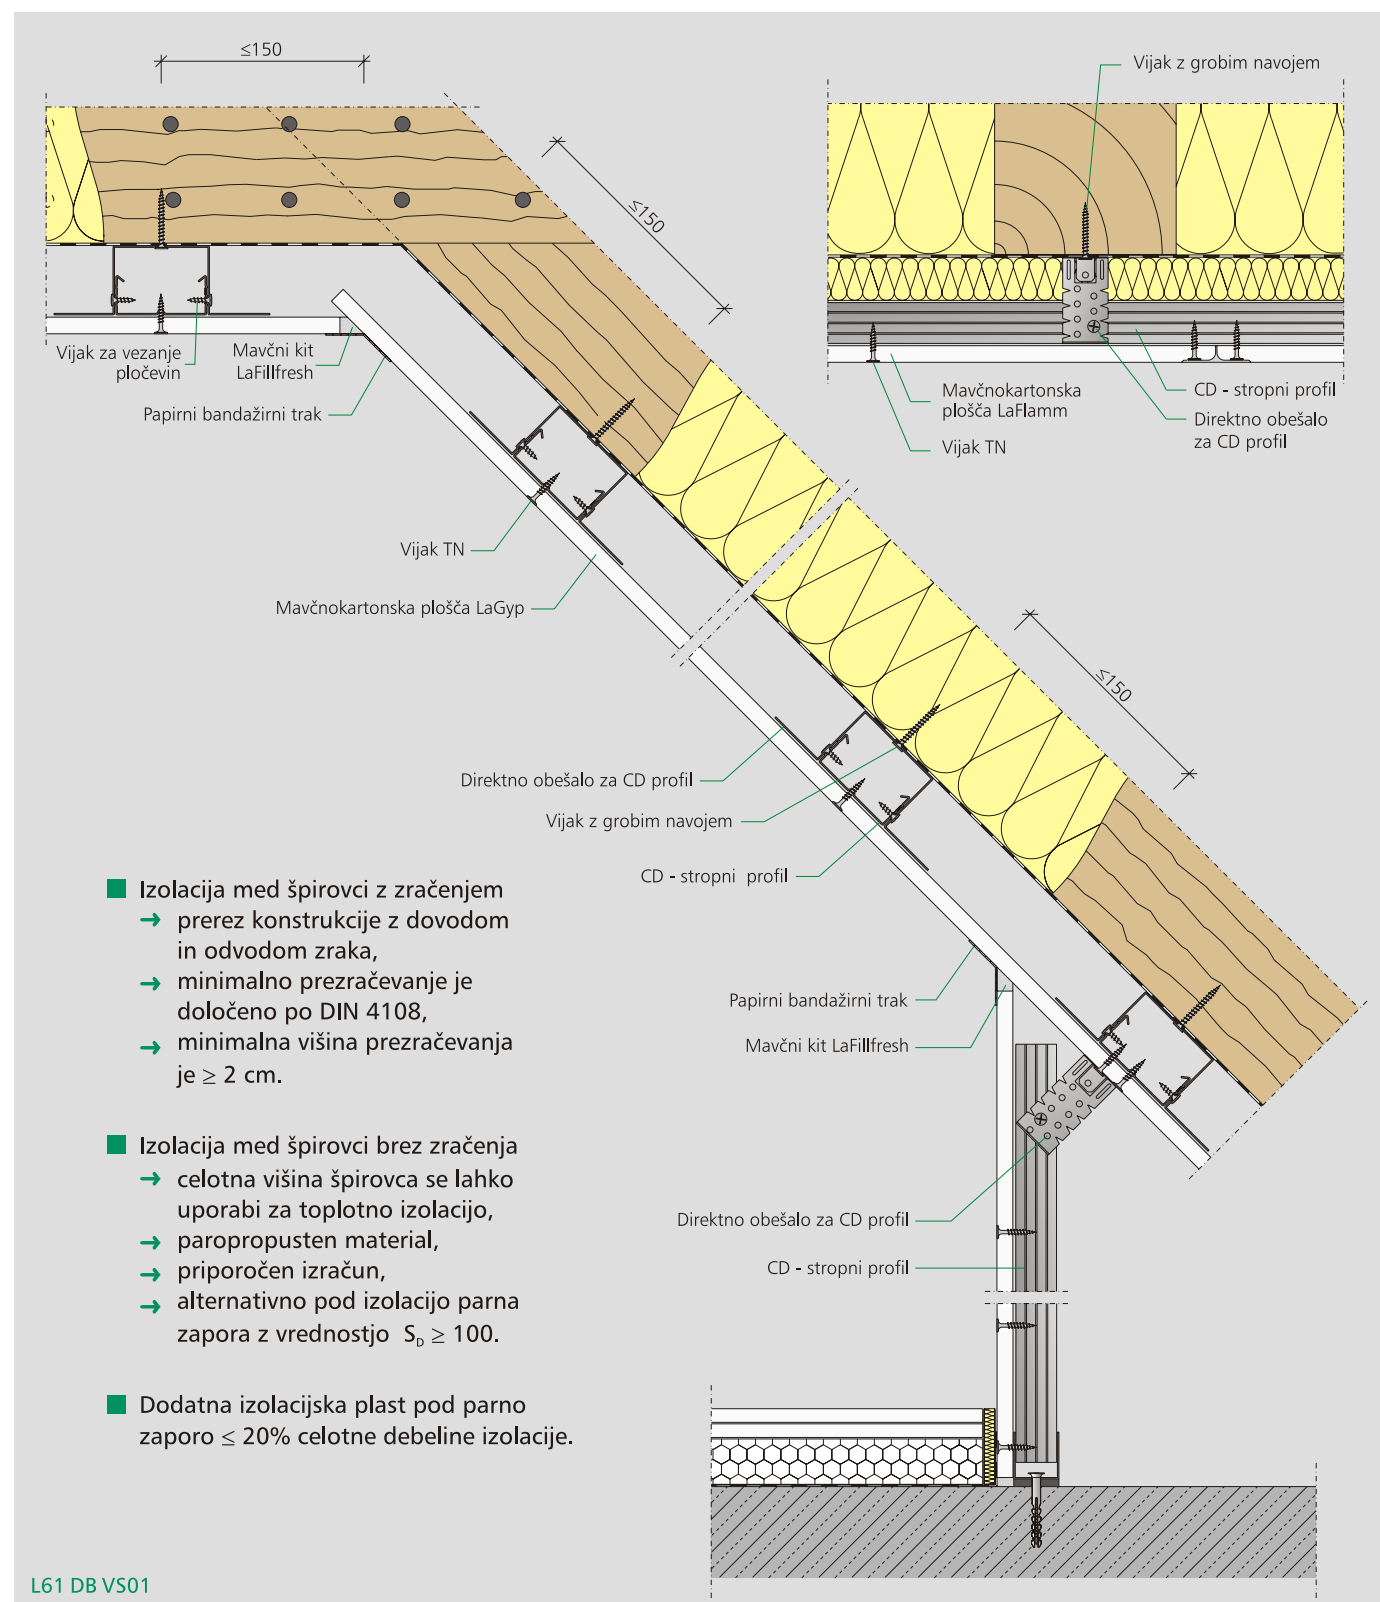 ≤150
Vijak z grobim navojem
≤150
Vijak za vezanje
pločevin
Mavčni kit
LaFillfresh
Papirni bandažirni trak
Mavčnokartonska
plošča LaFlamm
Vijak TN
CD - stropni profil
Direktno obešalo
za CD profil
Vijak TN
Mavčnokartonska plošča LaGyp
≤150
Direktno obešalo za CD profil
Vijak z grobim navojem
CD - stropni profil
Izolacija med špirovci z zračenjem
prerez konstrukcije z dovodom
in odvodom zraka,
minimalno prezračevanje je
določeno po DIN 4108,
minimalna višina prezračevanja
je ≥ 2 cm.
Papirni bandažirni trak
Mavčni kit LaFillfresh
Izolacija med špirovci brez zračenja
celotna višina špirovca se lahko
uporabi za toplotno izolacijo,
paropropusten material,
priporočen izračun,
alternativno pod izolacijo parna
zapora z vrednostjo S_D ≥ 100.
Direktno obešalo za CD profil
CD - stropni profil
Dodatna izolacijska plast pod parno
zaporo ≤ 20% celotne debeline izolacije.
L61 DB VS01